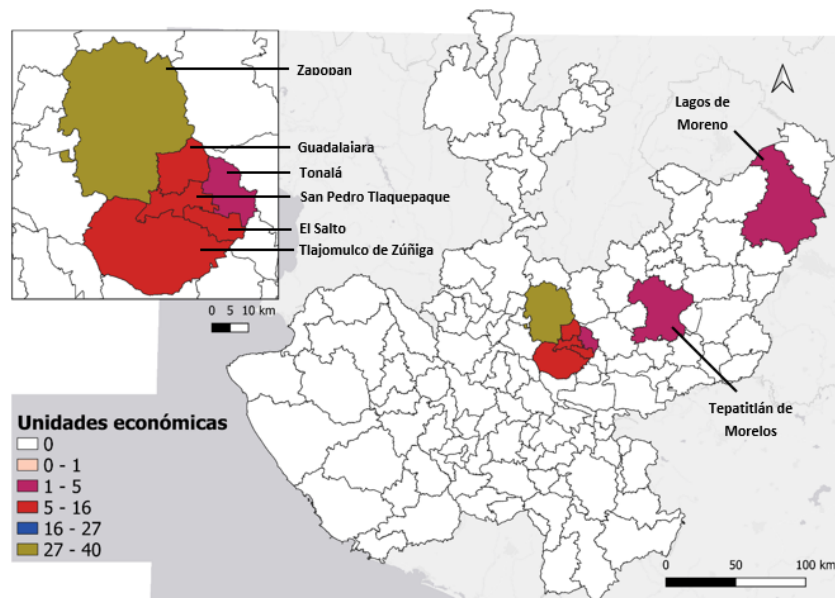 Zapopan
Guadalaiara
Tonalá
San Pedro Tlaquepaque
El Salto
Tlajomulco de Zúñiga
0 5 10 km
Lagos de
Moreno
Tepatitlán de
Morelos
Unidades económicas
0
0 - 1
1 - 5
5 - 16
16 - 27
27 - 40
0 50 100 km